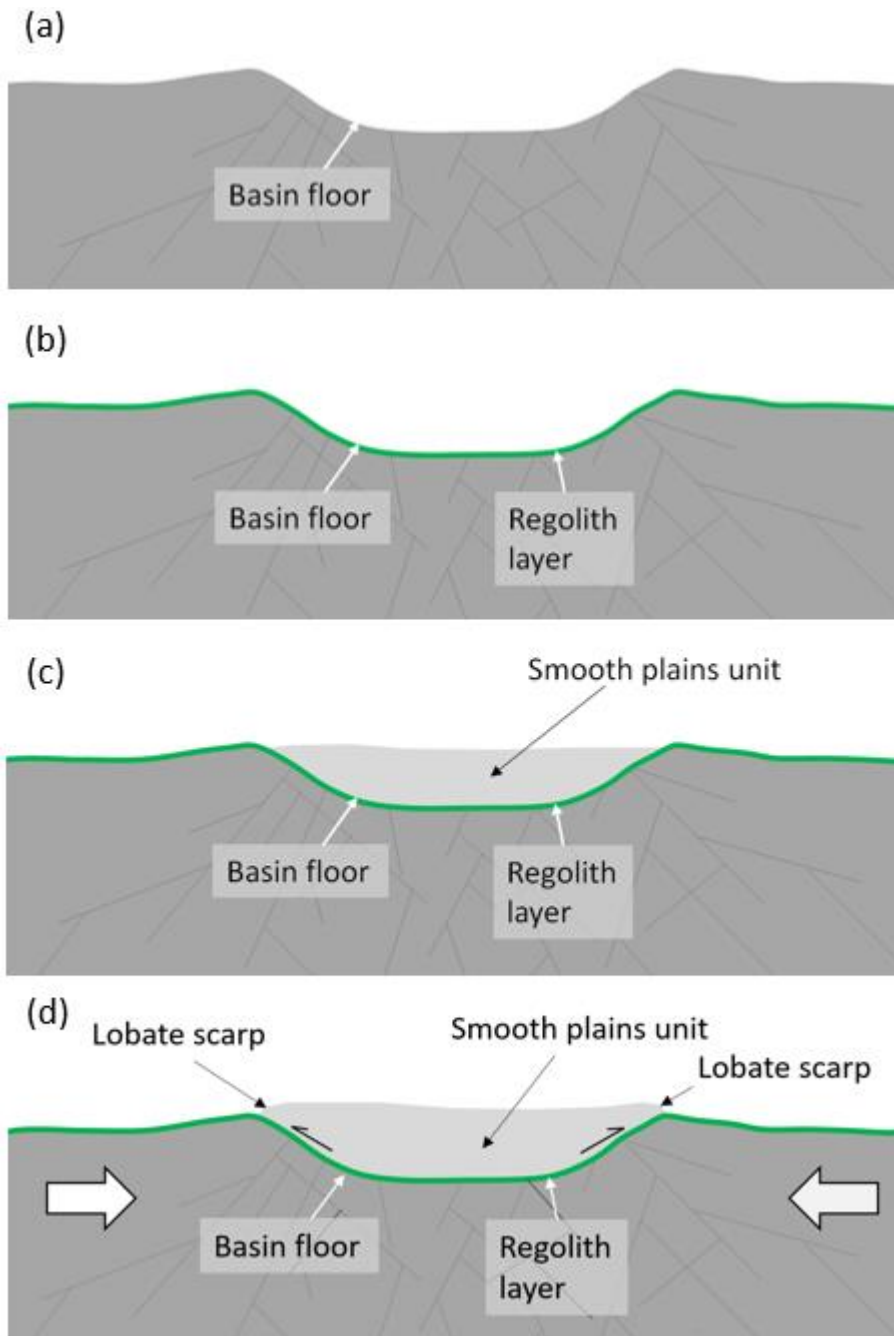 (a)
Basin floor
(b)
Basin floor
Regolith
layer
(c)
Smooth plains unit
Basin floor
Regolith
layer
(d)
Lobate scarp
Smooth plains unit
Lobate scarp
Basin floor
Regolith
layer